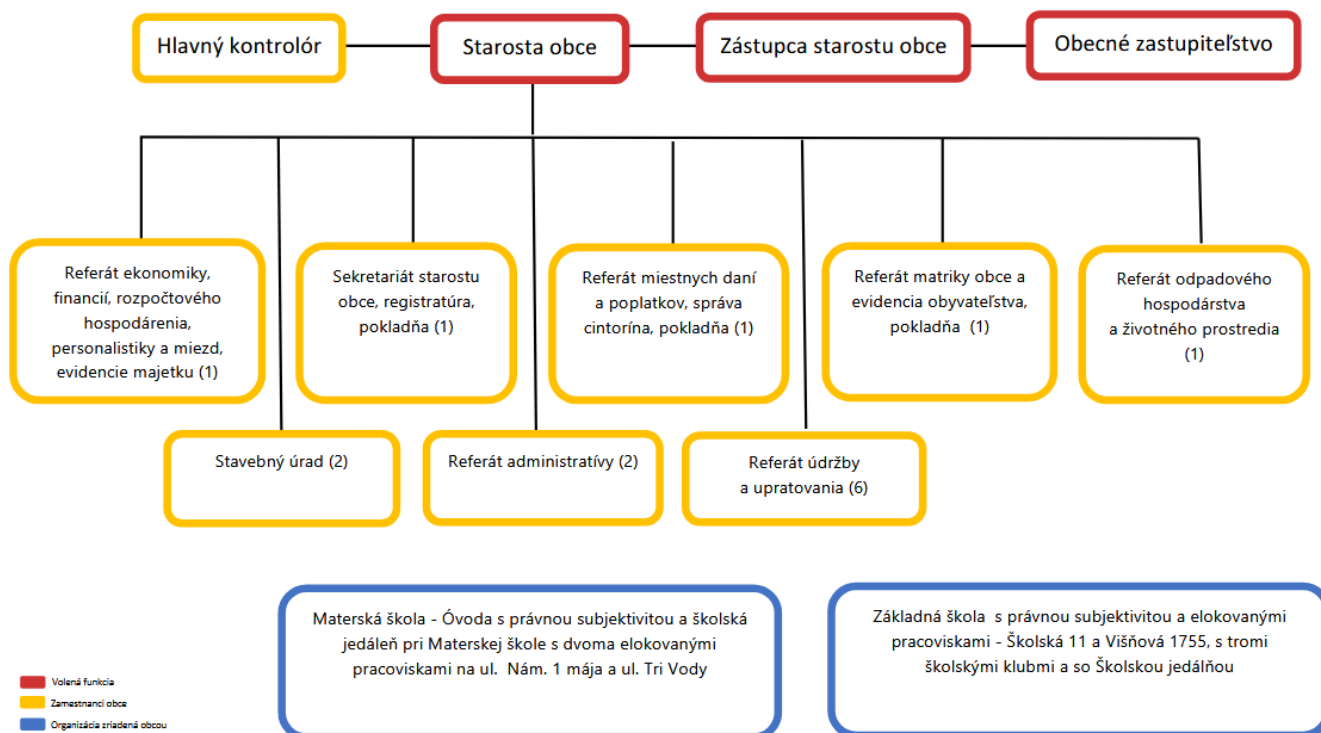 Hlavný kontrolór
Starosta obce
Zástupca starostu obce
Obecné zastupiteľstvo
Referát ekonomiky,
financií, rozpočtového
hospodárenia,
personalistiky a miezd,
evidencie majetku (1)
Sekretariát starostu
obce, registratúra,
pokladňa (1)
Referát miestnych daní
a poplatkov, správa
cintorína, pokladňa (1)
Referát matriky obce a
evidencia obyvateľstva,
pokladňa (1)
Referát odpadového
hospodárstva
a životného prostredia
(1)
Stavebný úrad (2)
Referát administratívy (2)
Referát údržby
a upratovania (6)
Materská škola - Óvoda s právnou subjektivitou a školská
jedáleň pri Materskej škole s dvoma elokovanými
pracoviskami na ul. Nám. 1 mája a ul. Tri Vody
Základná škola s právnou subjektivitou a elokovanými
pracoviskami - Školská 11 a Višňová 1755, s tromi
školskými klubmi a so Školskou jedálňou
Volená funkcia
Zamestnanci obce
Organizácia zriadená obcou